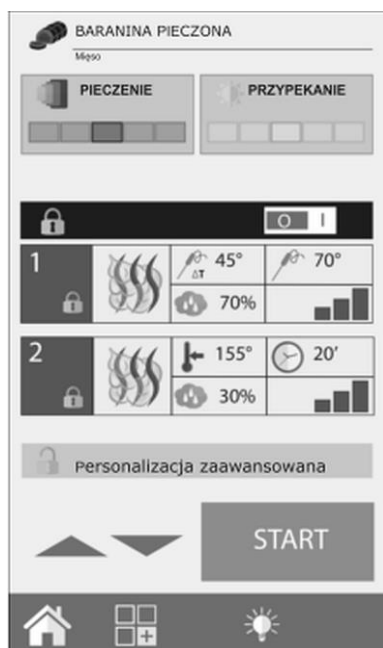 BARANINA PIECZONA
Mięso
PIECZENIE
PRZYPEKANIE
O I
1
ΔT 45°
70°
70%
2
155°
20'
30%
Personalizacja zaawansowana
START